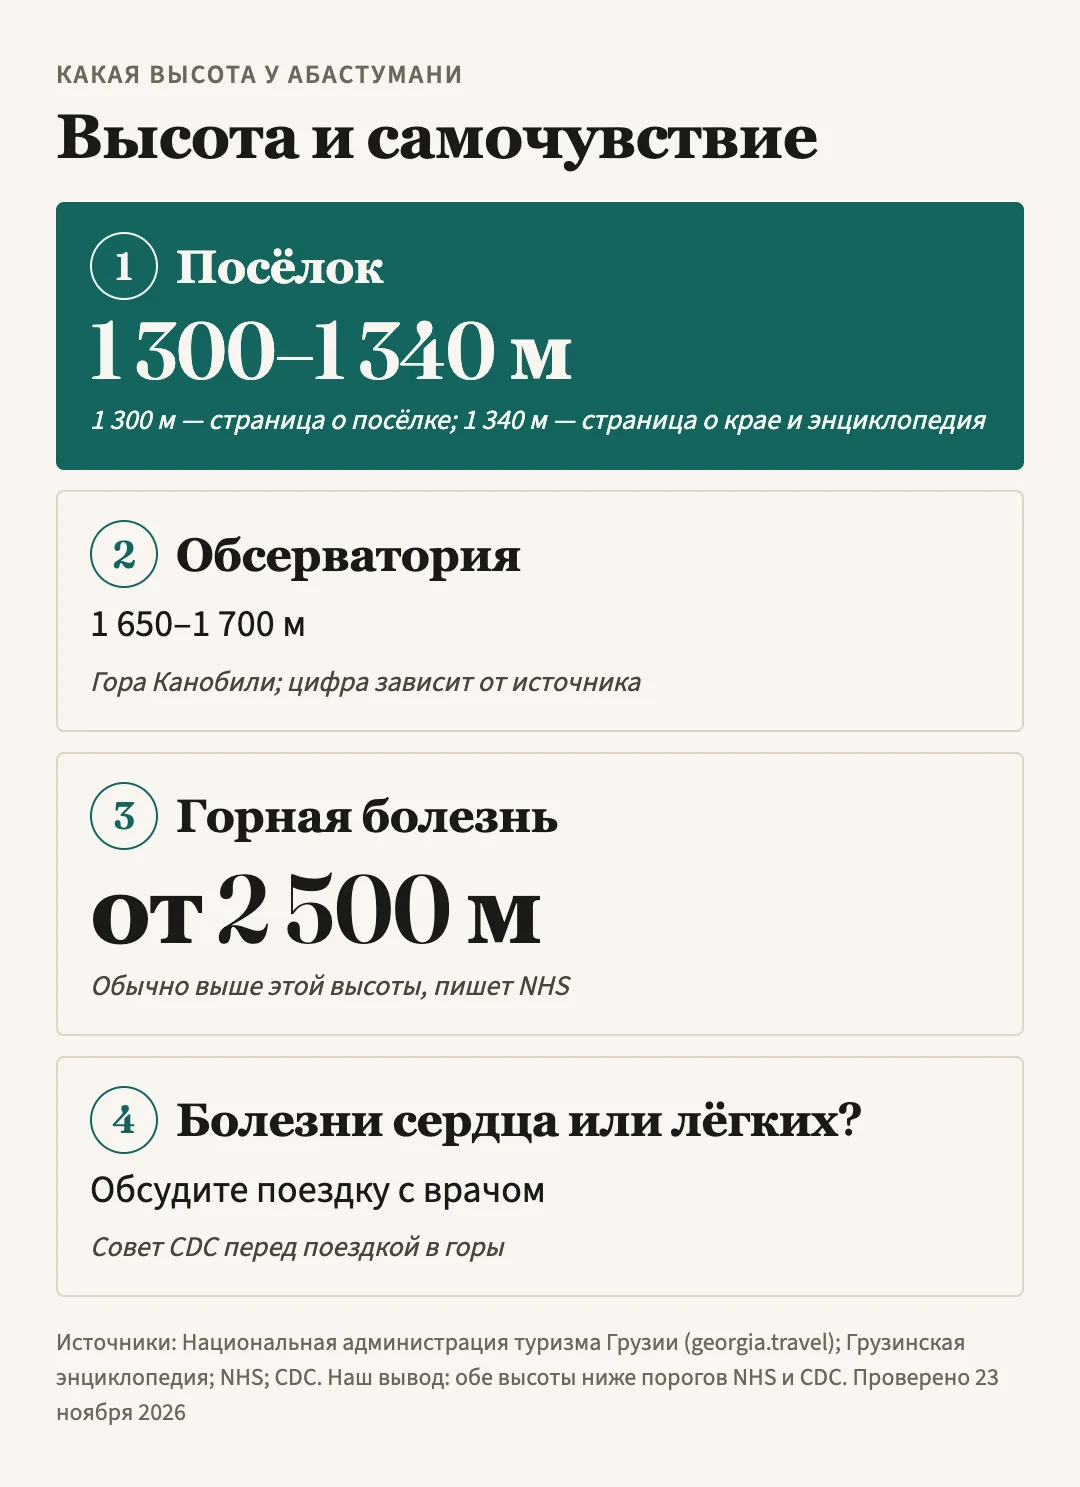 КАКАЯ ВЫСОТА У АБАСТУМАНИ
Высота и самочувствие
1 Посёлок
1 300–1 340 м
1 300 м — страница о посёлке; 1 340 м — страница о крае и энциклопедия
2 Обсерватория
1 650–1 700 м
Гора Канобили; цифра зависит от источника
3 Горная болезнь
от 2 500 м
Обычно выше этой высоты, пишет NHS
4 Болезни сердца или лёгких?
Обсудите поездку с врачом
Совет CDC перед поездкой в горы
Источники: Национальная администрация туризма Грузии (georgia.travel); Грузинская
энциклопедия; NHS; CDC. Наш вывод: обе высоты ниже порогов NHS и CDC. Проверено 23
ноября 2026